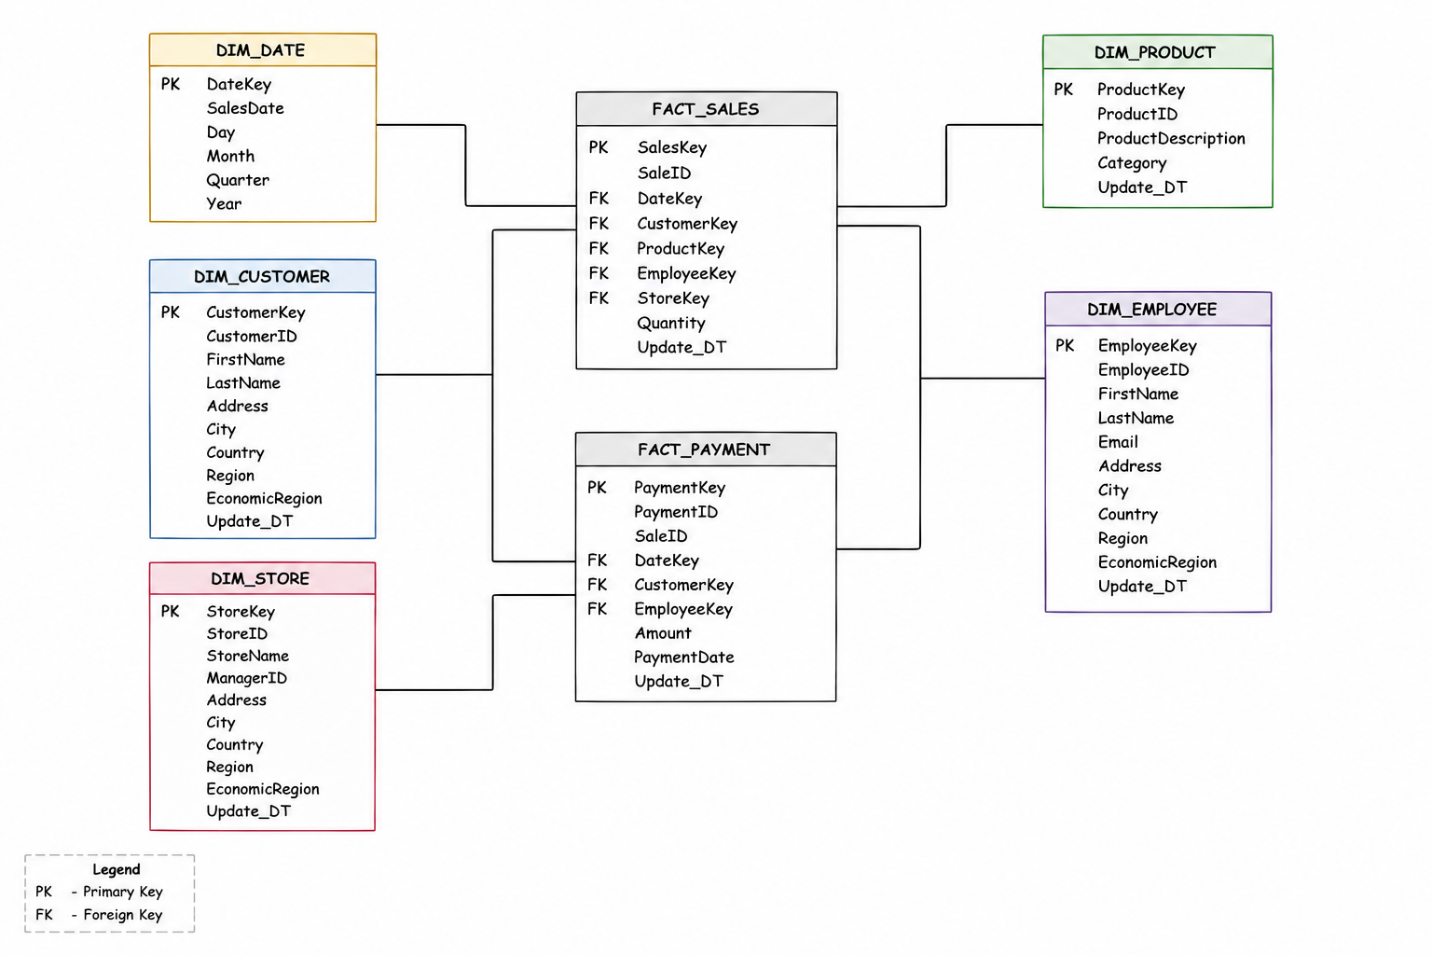 DIM_DATE
PK DateKey
SalesDate
Day
Month
Quarter
Year
DIM_CUSTOMER
PK CustomerKey
CustomerID
FirstName
LastName
Address
City
Country
Region
EconomicRegion
Update_DT
DIM_STORE
PK StoreKey
StoreID
StoreName
ManagerID
Address
City
Country
Region
EconomicRegion
Update_DT
FACT_SALES
PK SalesKey
SaleID
FK DateKey
FK CustomerKey
FK ProductKey
FK EmployeeKey
FK StoreKey
Quantity
Update_DT
FACT_PAYMENT
PK PaymentKey
PaymentID
SaleID
FK DateKey
FK CustomerKey
FK EmployeeKey
Amount
PaymentDate
Update_DT
DIM_PRODUCT
PK ProductKey
ProductID
ProductDescription
Category
Update_DT
DIM_EMPLOYEE
PK EmployeeKey
EmployeeID
FirstName
LastName
Email
Address
City
Country
Region
EconomicRegion
Update_DT
Legend
PK - Primary Key
FK - Foreign Key